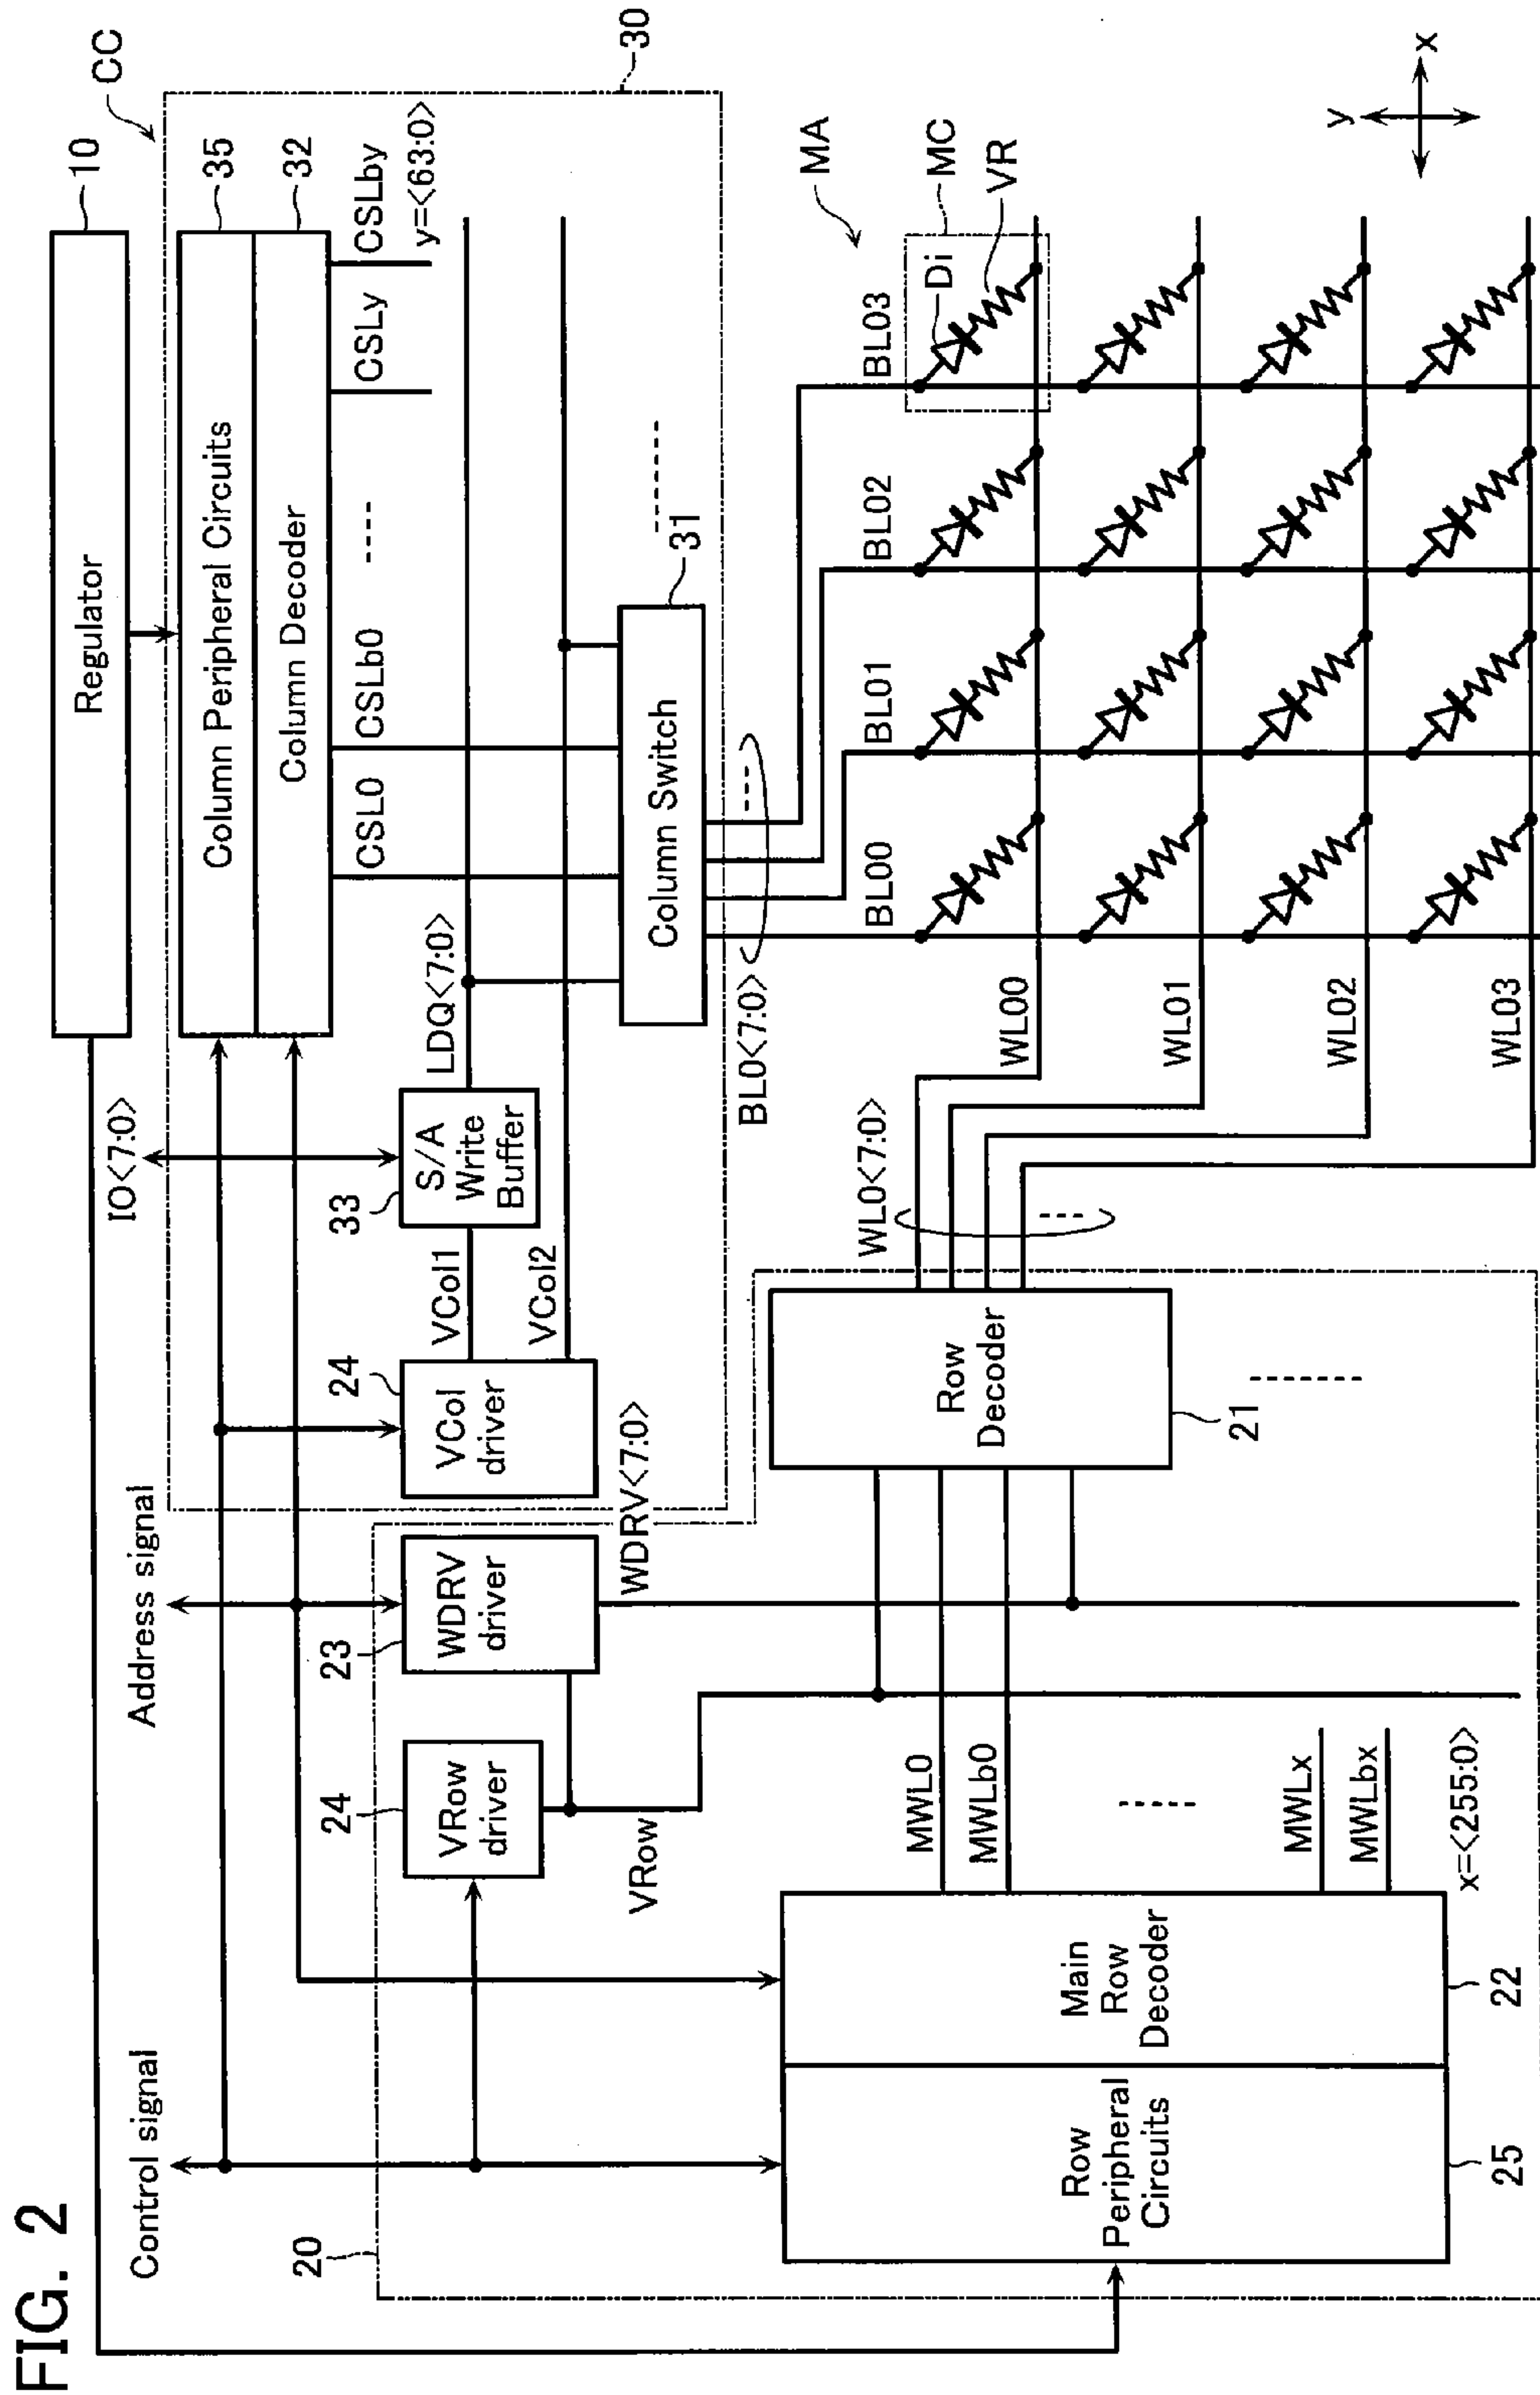 FIG. 2
CC
10
Regulator
35
Column Peripheral Circuits
32
Column Decoder
30
IO<7:0>
CSL0
CSLb0
CSLy
CSLby
y=<63:0>
Address signal
Control signal
20
24
VRow
driver
VRow
23
WDRV
driver
WDRV<7:0>
24
VCol
driver
VCol1
VCol2
33
S/A
Write
Buffer
LDQ<7:0>
31
Column Switch
BL0<7:0>
MA
BL00
BL01
BL02
BL03
MC
Di
VR
WL0<7:0>
WL00
WL01
WL02
WL03
Row
Decoder
21
MWL0
MWLb0
MWLx
MWLbx
x=<255:0>
Main
Row
Decoder
22
Row
Peripheral
Circuits
25
y
x